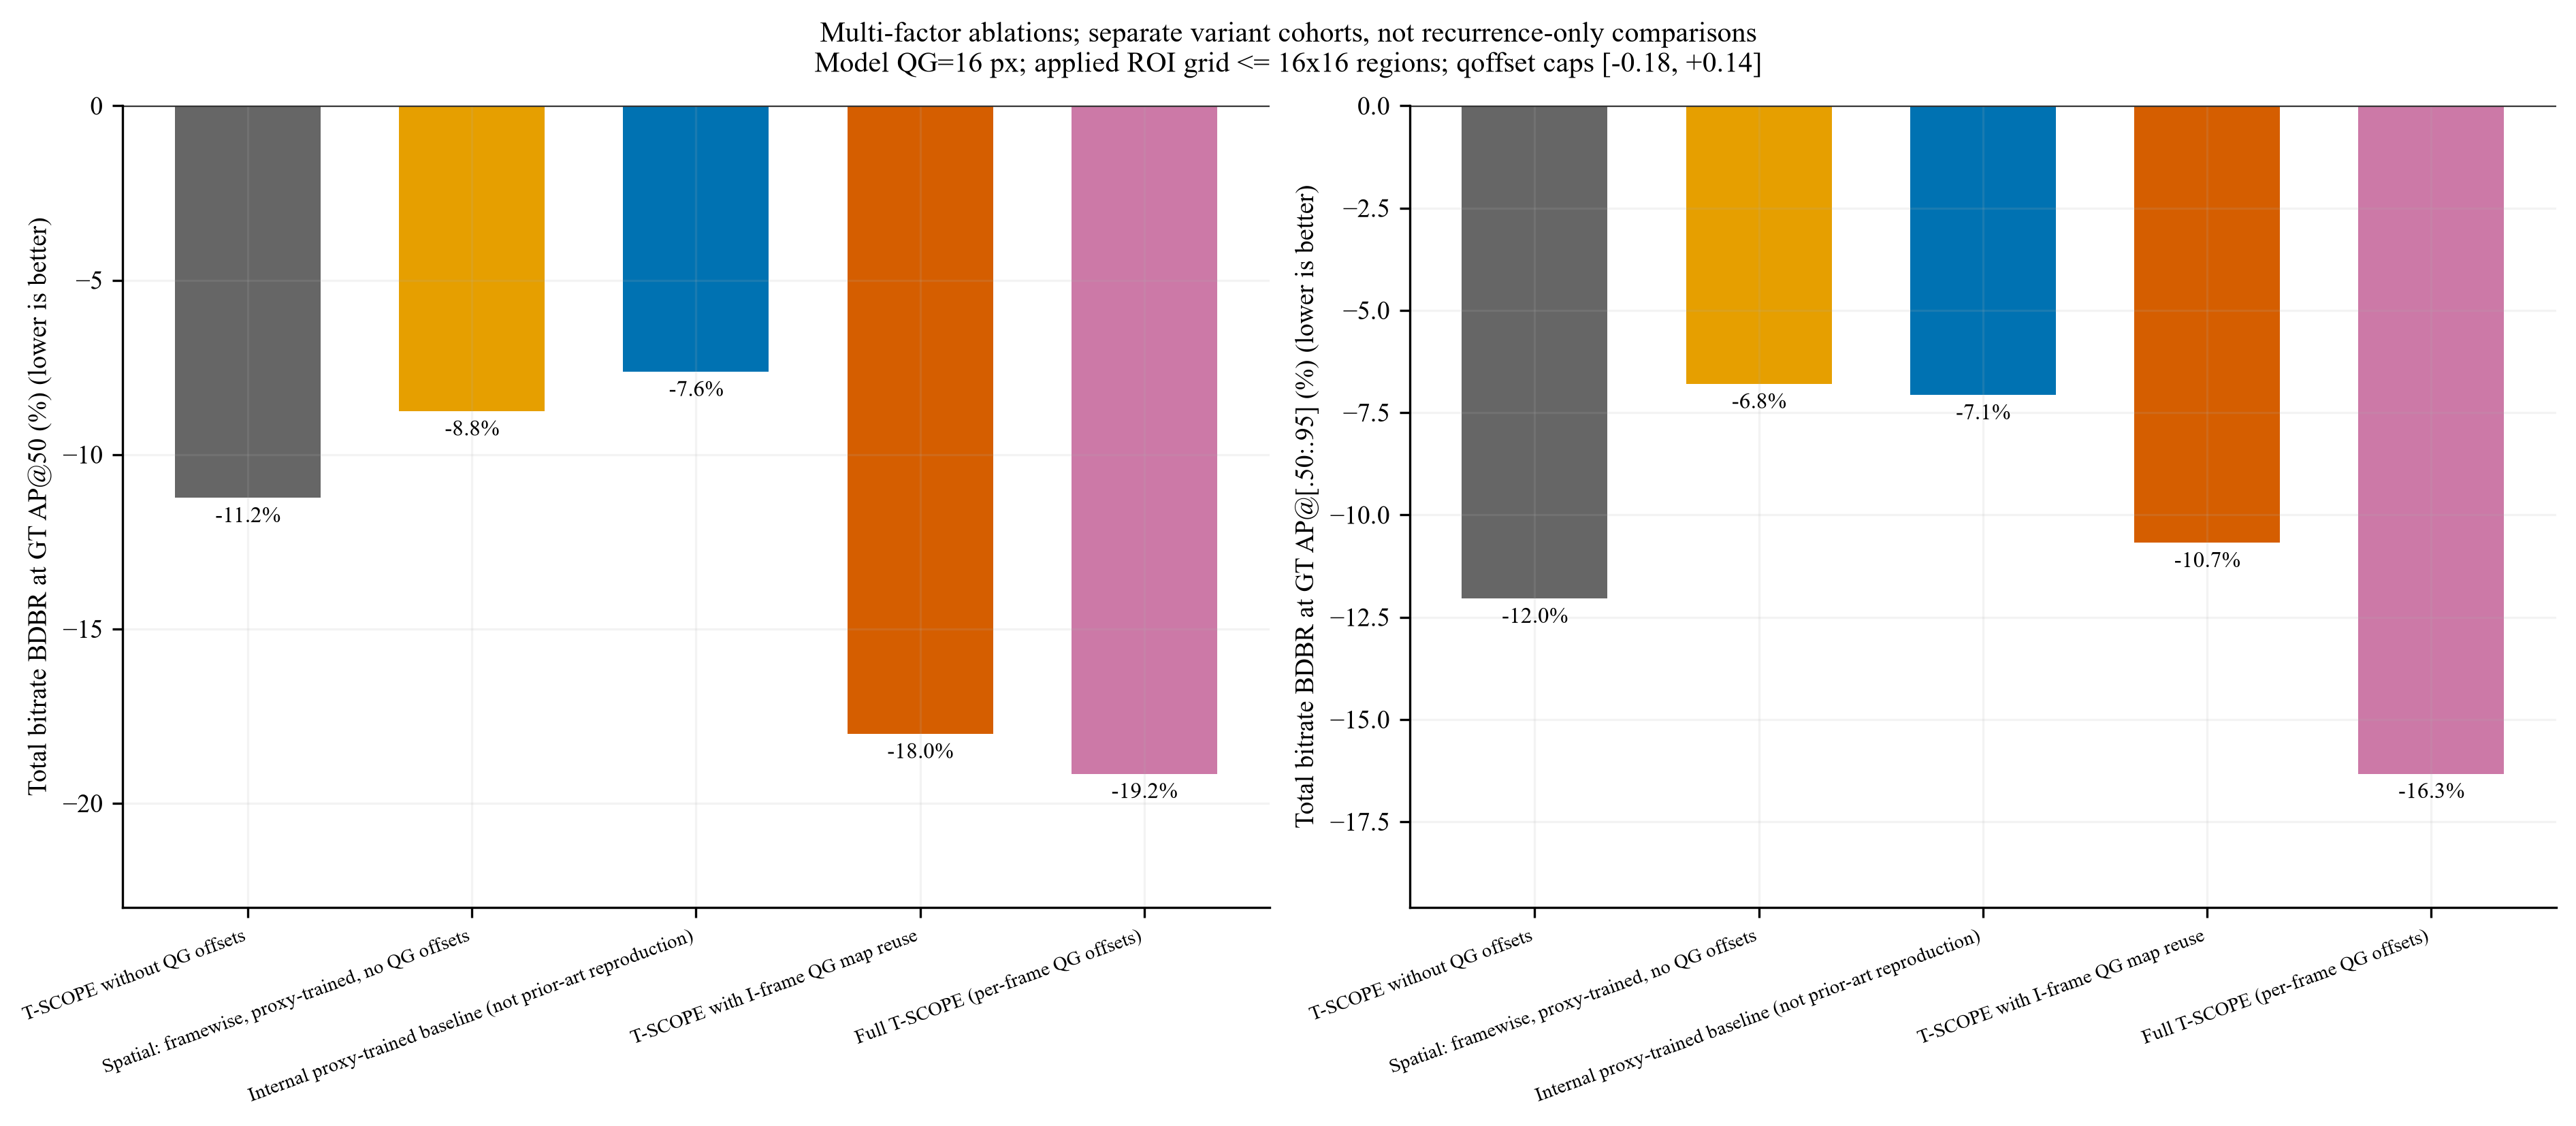 Multi-factor ablations; separate variant cohorts, not recurrence-only comparisons
Model QG=16 px; applied ROI grid <= 16x16 regions; qoffset caps [-0.18, +0.14]
Total bitrate BDBR at GT AP@50 (%) (lower is better)
0
−5
−10
−15
−20
-11.2%
-8.8%
-7.6%
-18.0%
-19.2%
T-SCOPE without QG offsets
Spatial: framewise, proxy-trained, no QG offsets
Internal proxy-trained baseline (not prior-art reproduction)
T-SCOPE with I-frame QG map reuse
Full T-SCOPE (per-frame QG offsets)
Total bitrate BDBR at GT AP@[.50:.95] (%) (lower is better)
0.0
−2.5
−5.0
−7.5
−10.0
−12.5
−15.0
−17.5
-12.0%
-6.8%
-7.1%
-10.7%
-16.3%
T-SCOPE without QG offsets
Spatial: framewise, proxy-trained, no QG offsets
Internal proxy-trained baseline (not prior-art reproduction)
T-SCOPE with I-frame QG map reuse
Full T-SCOPE (per-frame QG offsets)